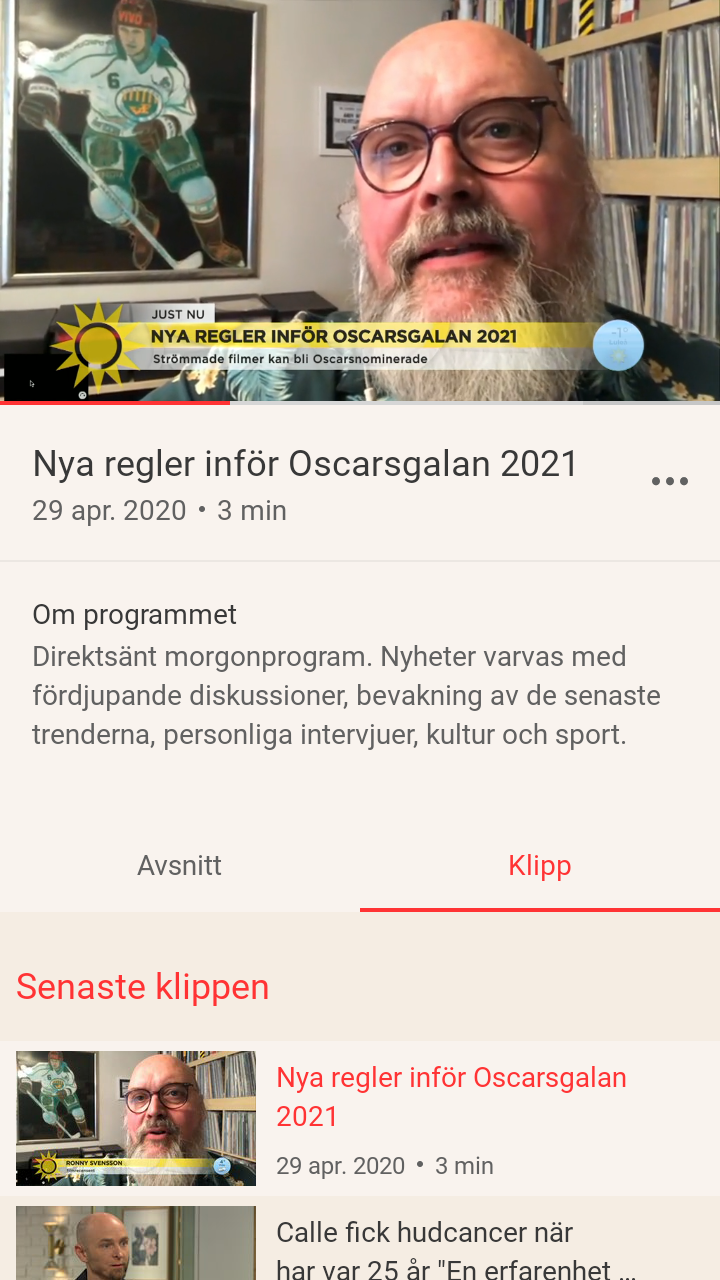 VIVO
6
JUST NU
NYA REGLER INFÖR OSCARSGALAN 2021
Strömmade filmer kan bli Oscarsnominerade
-1°
Nya regler inför Oscarsgalan 2021
29 apr. 2020 • 3 min
Om programmet
Direktsänt morgonprogram. Nyheter varvas med
fördjupande diskussioner, bevakning av de senaste
trenderna, personliga intervjuer, kultur och sport.
Avsnitt
Klipp
Senaste klippen
RONNY SVENSSON
Nya regler inför Oscarsgalan
2021
29 apr. 2020 • 3 min
Calle fick hudcancer när
har var 25 år "En erfarenhet ...